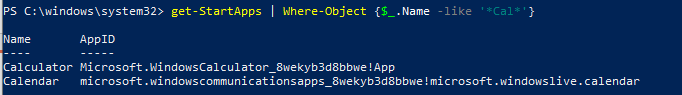 PS C:\windows\system32> get-StartApps | Where-Object {$_.Name -like '*Cal*'}
Name       AppID
----       -----
Calculator Microsoft.WindowsCalculator_8wekyb3d8bbwe!App
Calendar   microsoft.windowscommunicationsapps_8wekyb3d8bbwe!microsoft.windowslive.calendar